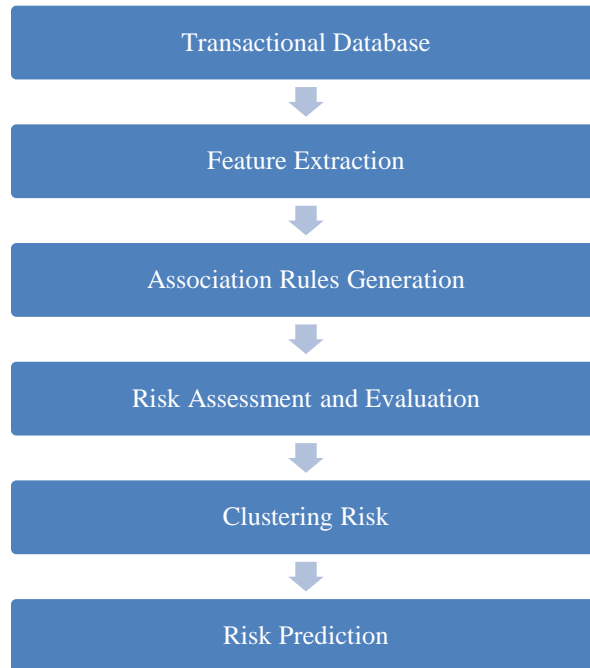 Transactional Database
Feature Extraction
Association Rules Generation
Risk Assessment and Evaluation
Clustering Risk
Risk Prediction